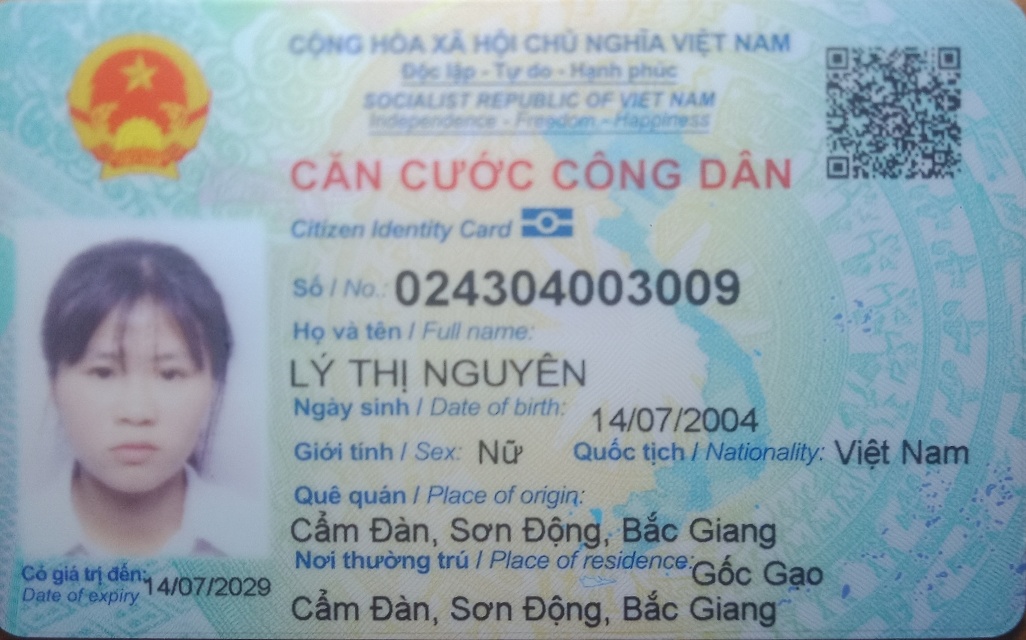 CỘNG HÒA XÃ HỘI CHỦ NGHĨA VIỆT NAM
Độc lập - Tự do - Hạnh phúc
SOCIALIST REPUBLIC OF VIET NAM
Independence - Freedom - Happiness
CĂN CƯỚC CÔNG DÂN
Citizen Identity Card
Số / No.: 024304003009
Họ và tên / Full name:
LÝ THỊ NGUYÊN
Ngày sinh / Date of birth: 14/07/2004
Giới tính / Sex: Nữ Quốc tịch / Nationality: Việt Nam
Quê quán / Place of origin:
Cẩm Đàn, Sơn Động, Bắc Giang
Nơi thường trú / Place of residence: Gốc Gạo
Cẩm Đàn, Sơn Động, Bắc Giang
Có giá trị đến: 14/07/2029
Date of expiry